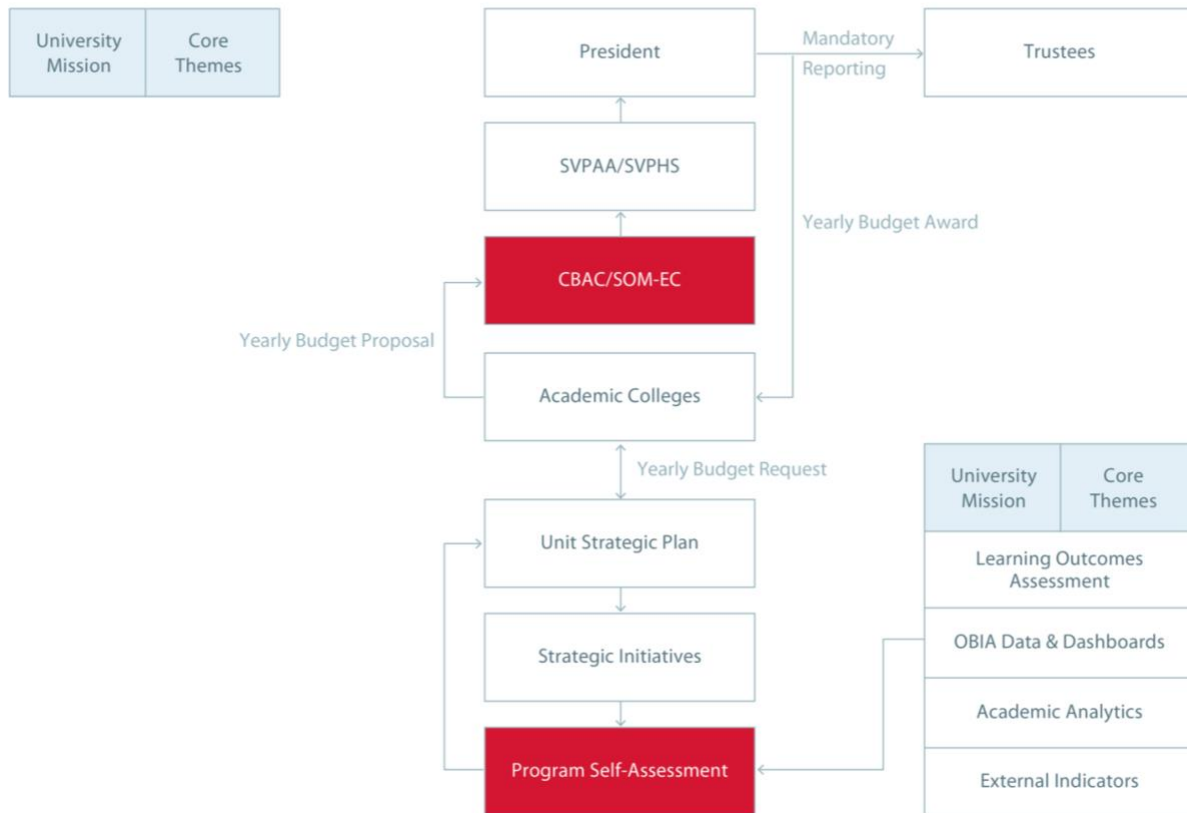 University
Mission
Core
Themes
President
Mandatory
Reporting
Trustees
SVPAA/SVPHS
Yearly Budget Award
CBAC/SOM-EC
Yearly Budget Proposal
Academic Colleges
Yearly Budget Request
University
Mission
Core
Themes
Unit Strategic Plan
Learning Outcomes
Assessment
Strategic Initiatives
OBIA Data & Dashboards
Academic Analytics
Program Self-Assessment
External Indicators